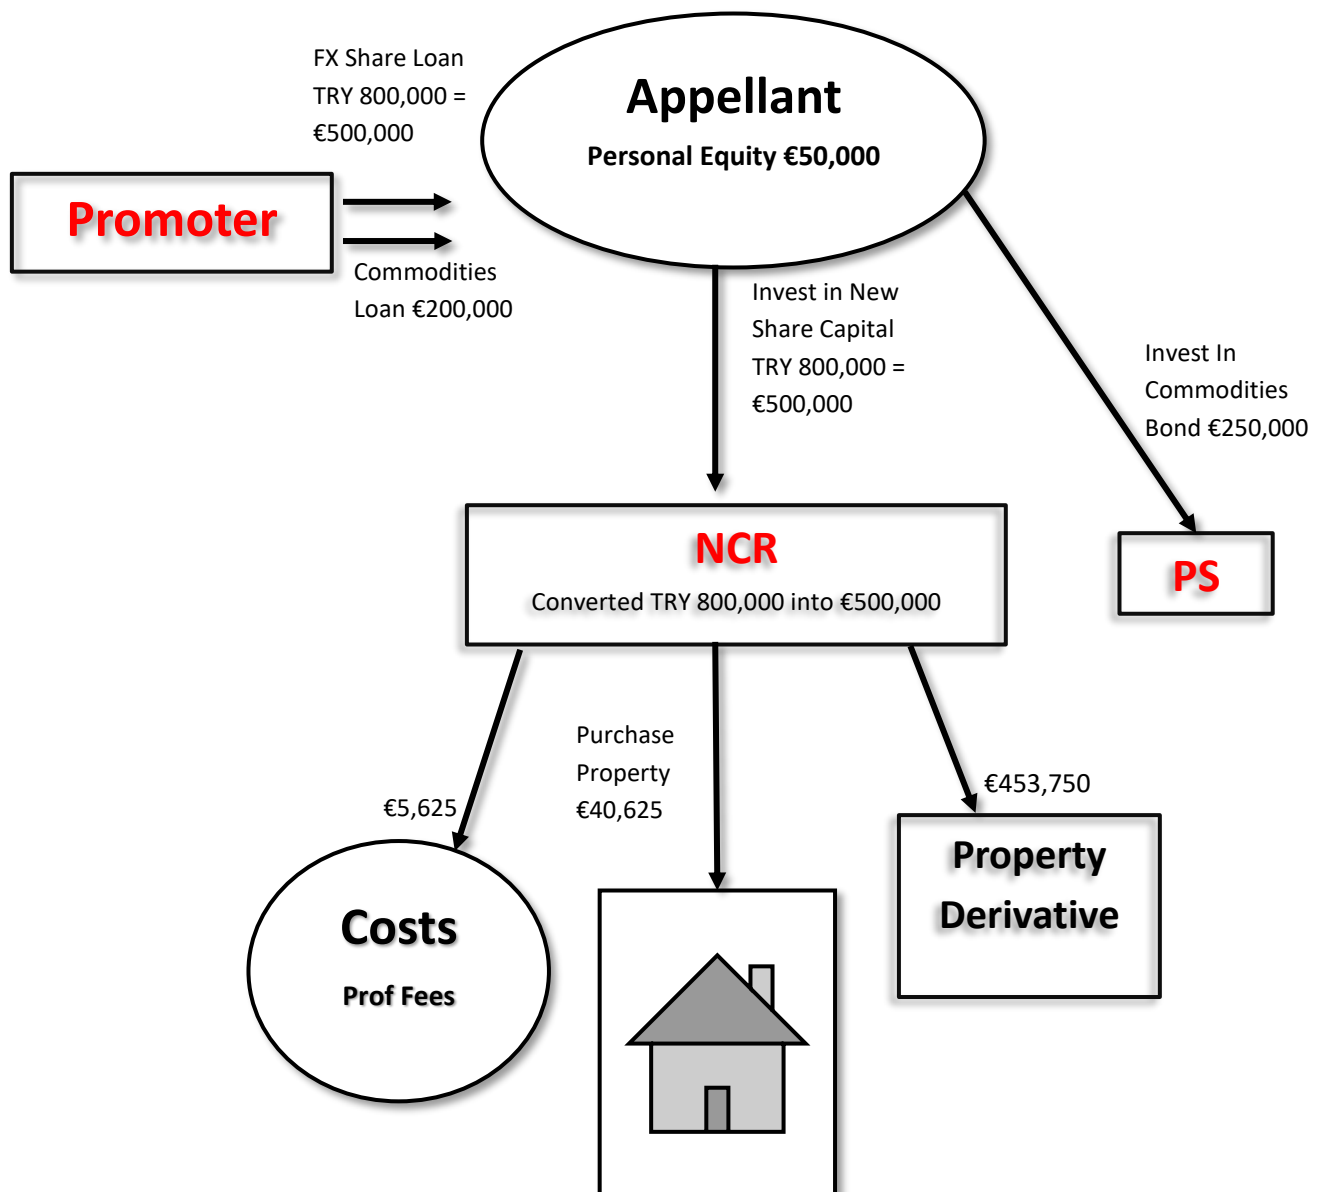 FX Share Loan
TRY 800,000 =
€500,000
Appellant
Personal Equity €50,000
Promoter
Commodities
Loan €200,000
Invest in New
Share Capital
TRY 800,000 =
€500,000
Invest In
Commodities
Bond €250,000
NCR
Converted TRY 800,000 into €500,000
PS
Purchase
Property
€40,625
€5,625
€453,750
Costs
Prof Fees
Property
Derivative